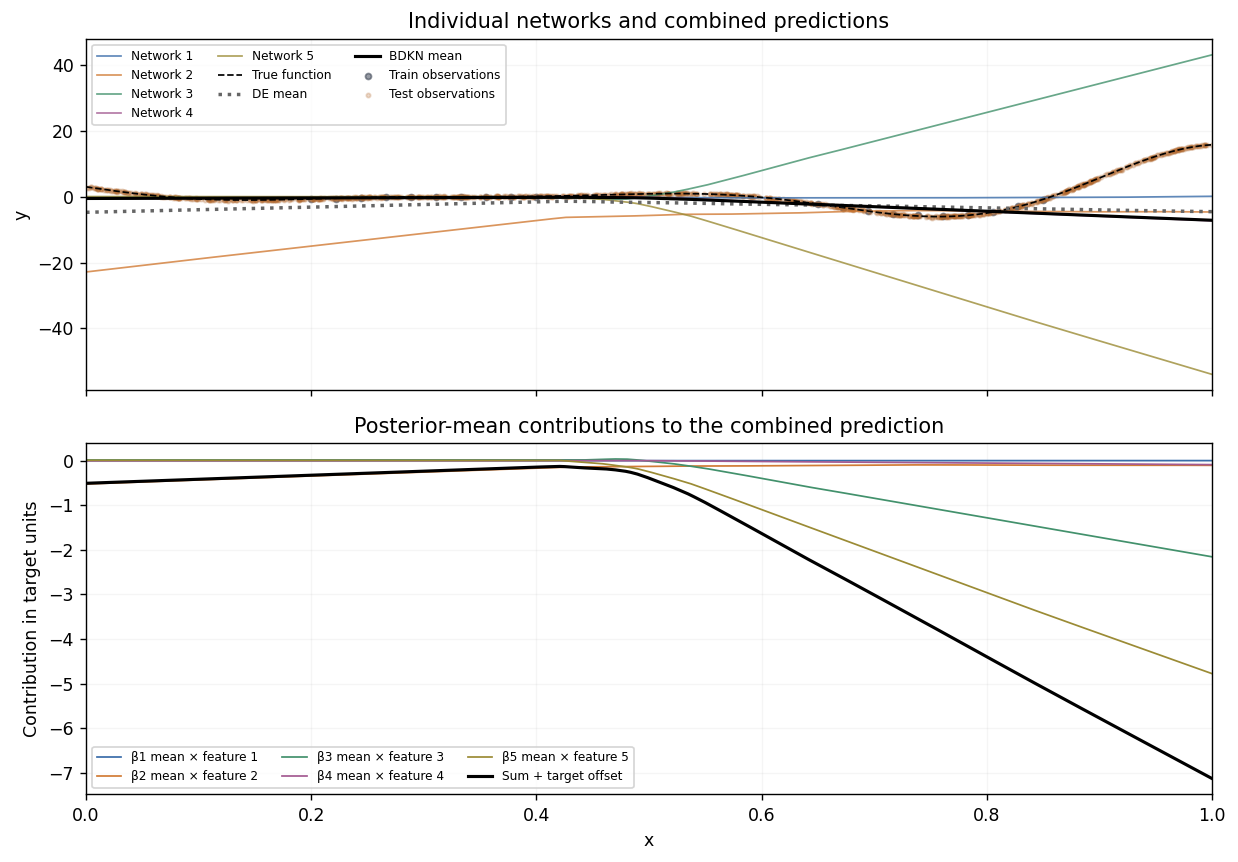 Individual networks and combined predictions
Network 1
Network 2
Network 3
Network 4
Network 5
True function
DE mean
BDKN mean
Train observations
Test observations
40
20
0
−20
−40
y
Posterior-mean contributions to the combined prediction
0
−1
−2
−3
−4
−5
−6
−7
Contribution in target units
β1 mean × feature 1
β2 mean × feature 2
β3 mean × feature 3
β4 mean × feature 4
β5 mean × feature 5
Sum + target offset
0.0 0.2 0.4 0.6 0.8 1.0
x